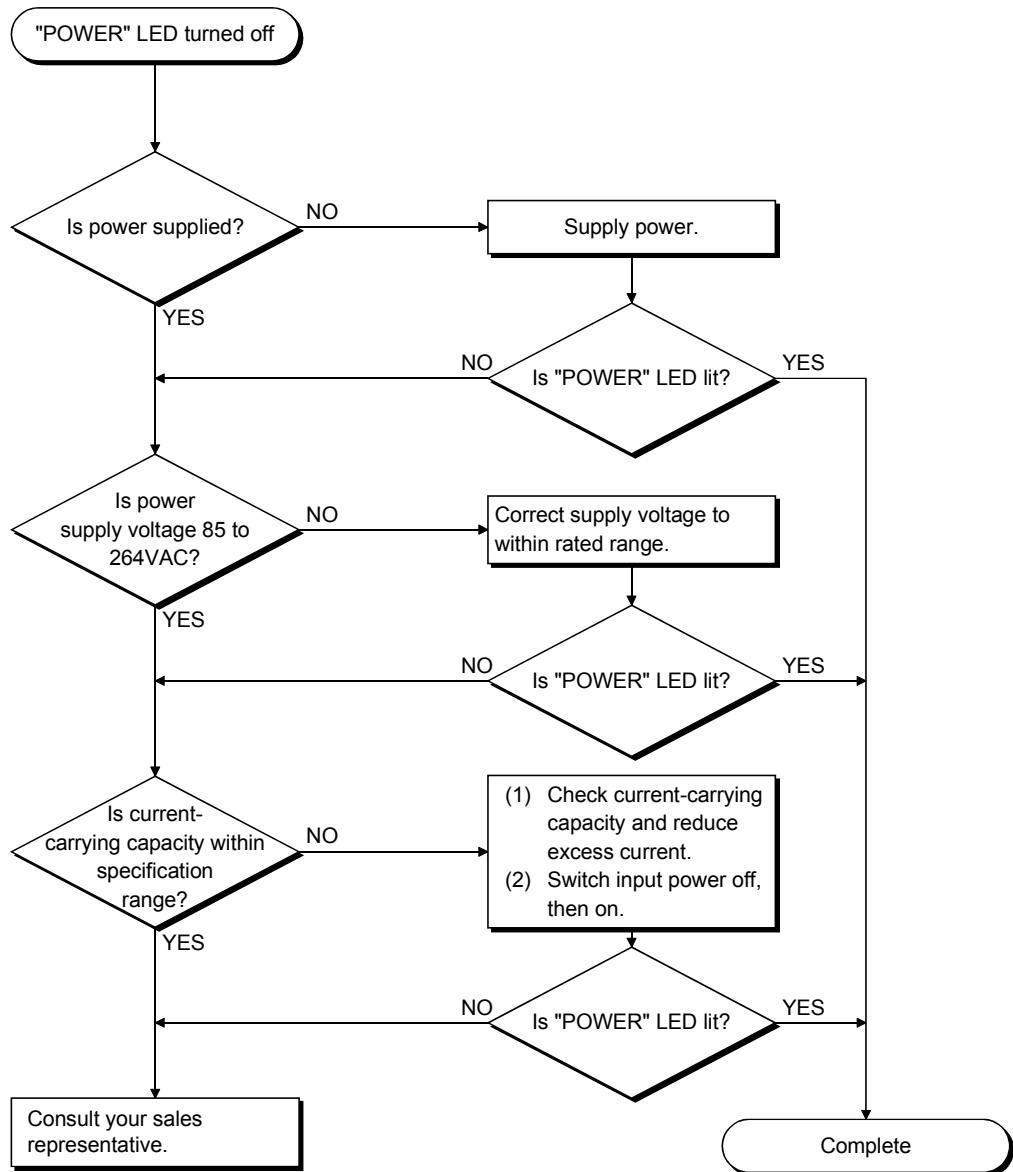 "POWER" LED turned off
Is power supplied?
NO
Supply power.
YES
NO
Is "POWER" LED lit?
YES
Is power
supply voltage 85 to
264VAC?
NO
Correct supply voltage to
within rated range.
YES
NO
Is "POWER" LED lit?
YES
Is current-
carrying capacity within
specification
range?
NO
(1) Check current-carrying
capacity and reduce
excess current.
(2) Switch input power off,
then on.
YES
NO
Is "POWER" LED lit?
YES
Consult your sales
representative.
Complete